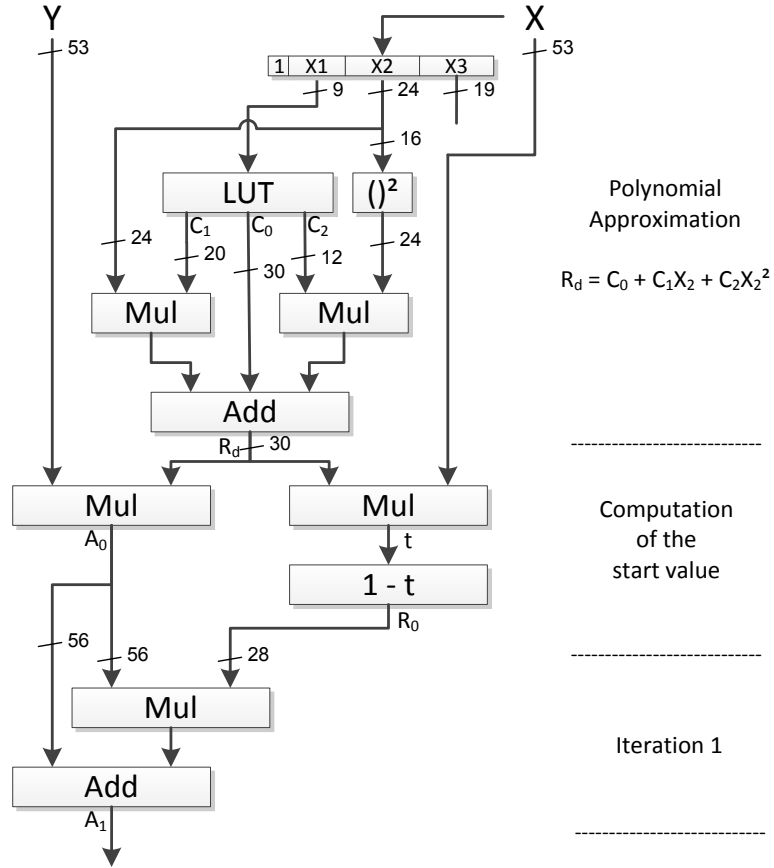 Y
X
53
53
1
X1
X2
X3
9
24
19
16
LUT
()²
C₁
C₀
C₂
24
20
30
12
24
Polynomial
Approximation
R_d = C₀ + C₁X₂ + C₂X₂²
Mul
Mul
Add
R_d
30
Mul
Mul
A₀
t
Computation
of the
start value
1 - t
R₀
56
56
28
Mul
Iteration 1
Add
A₁